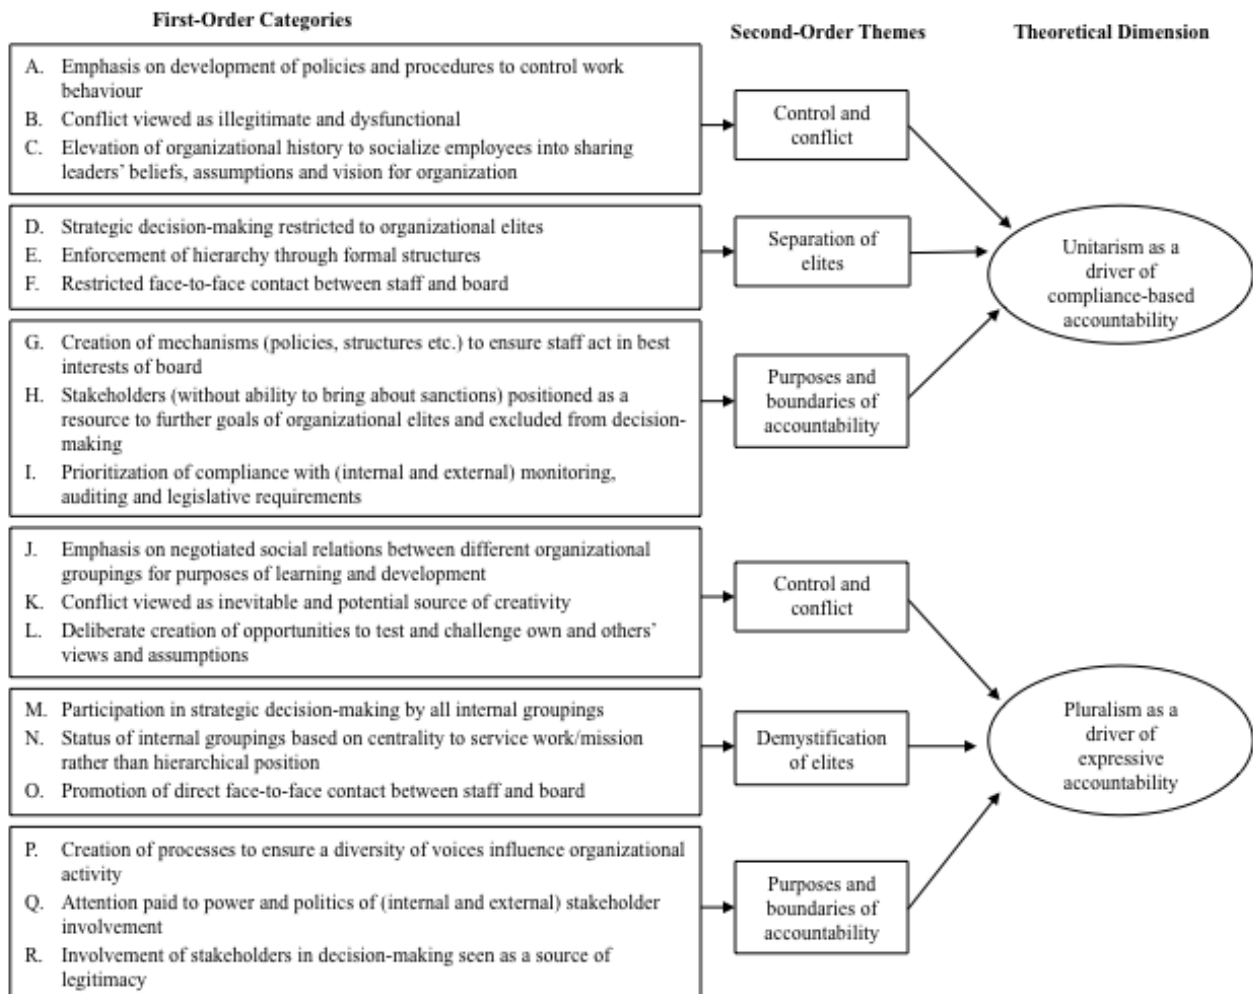 First-Order Categories
Second-Order Themes
Theoretical Dimension
A. Emphasis on development of policies and procedures to control work
behaviour
B. Conflict viewed as illegitimate and dysfunctional
C. Elevation of organizational history to socialize employees into sharing
leaders’ beliefs, assumptions and vision for organization
Control and
conflict
D. Strategic decision-making restricted to organizational elites
E. Enforcement of hierarchy through formal structures
F. Restricted face-to-face contact between staff and board
Separation of
elites
G. Creation of mechanisms (policies, structures etc.) to ensure staff act in best
interests of board
H. Stakeholders (without ability to bring about sanctions) positioned as a
resource to further goals of organizational elites and excluded from decision-
making
I. Prioritization of compliance with (internal and external) monitoring,
auditing and legislative requirements
Purposes and
boundaries of
accountability
Unitarism as a
driver of
compliance-based
accountability
J. Emphasis on negotiated social relations between different organizational
groupings for purposes of learning and development
K. Conflict viewed as inevitable and potential source of creativity
L. Deliberate creation of opportunities to test and challenge own and others’
views and assumptions
Control and
conflict
M. Participation in strategic decision-making by all internal groupings
N. Status of internal groupings based on centrality to service work/mission
rather than hierarchical position
O. Promotion of direct face-to-face contact between staff and board
Demystification
of elites
P. Creation of processes to ensure a diversity of voices influence organizational
activity
Q. Attention paid to power and politics of (internal and external) stakeholder
involvement
R. Involvement of stakeholders in decision-making seen as a source of
legitimacy
Purposes and
boundaries of
accountability
Pluralism as a
driver of
expressive
accountability